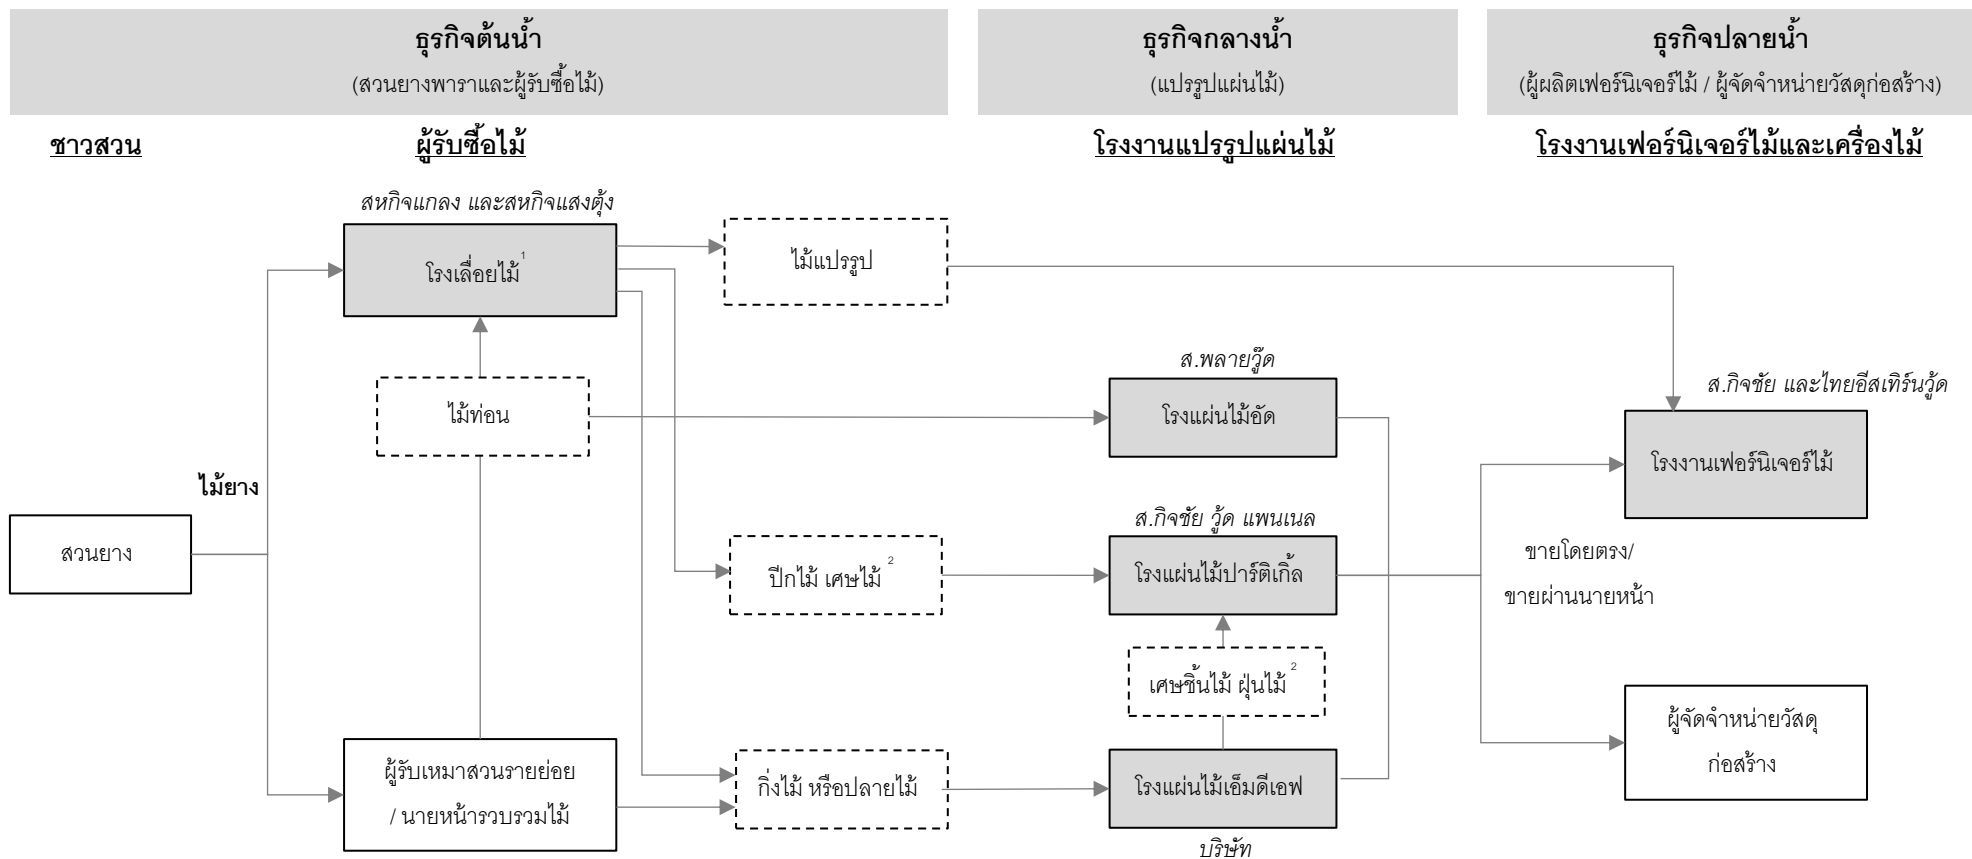 ธุรกิจต้นน้ำ
(สวนยางพาราและผู้รับซื้อไม้)
ธุรกิจกลางน้ำ
(แปรรูปแผ่นไม้)
ธุรกิจปลายน้ำ
(ผู้ผลิตเฟอร์นิเจอร์ไม้ / ผู้จัดจำหน่ายวัสดุก่อสร้าง)
ชาวสวน
ผู้รับซื้อไม้
โรงงานแปรรูปแผ่นไม้
โรงงานเฟอร์นิเจอร์ไม้และเครื่องไม้
สหกิจแกลง และสหกิจแสงตุ้ง
โรงเลื่อยไม้1
ไม้แปรรูป
ส.พลายวู๊ด
ส.กิจชัย และไทยอีสเทิร์นวู้ด
ไม้ท่อน
โรงแผ่นไม้อัด
โรงงานเฟอร์นิเจอร์ไม้
ไม้ยาง
ส.กิจชัย วู้ด แพนเนล
สวนยาง
ปีกไม้ เศษไม้2
โรงแผ่นไม้ปาร์ติเกิ้ล
ขายโดยตรง/
ขายผ่านนายหน้า
เศษชิ้นไม้ ฝุ่นไม้2
ผู้รับเหมาสวนรายย่อย
/ นายหน้ารวบรวมไม้
กิ่งไม้ หรือปลายไม้
โรงแผ่นไม้เอ็มดีเอฟ
บริษัท
ผู้จัดจำหน่ายวัสดุ
ก่อสร้าง